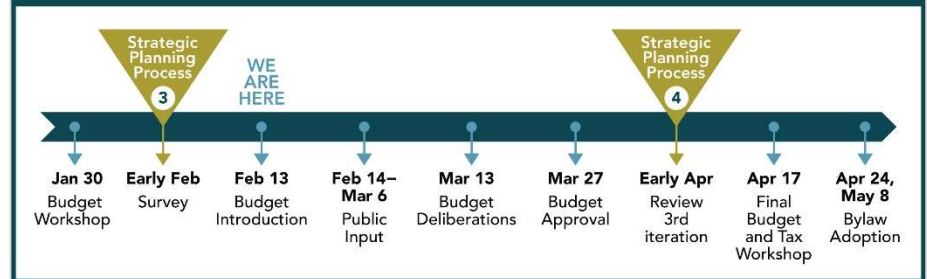 Strategic
Planning
Process
3
WE
ARE
HERE
Strategic
Planning
Process
4
Jan 30
Budget
Workshop
Early Feb
Survey
Feb 13
Budget
Introduction
Feb 14–
Mar 6
Public
Input
Mar 13
Budget
Deliberations
Mar 27
Budget
Approval
Early Apr
Review
3rd
iteration
Apr 17
Final
Budget
and Tax
Workshop
Apr 24,
May 8
Bylaw
Adoption